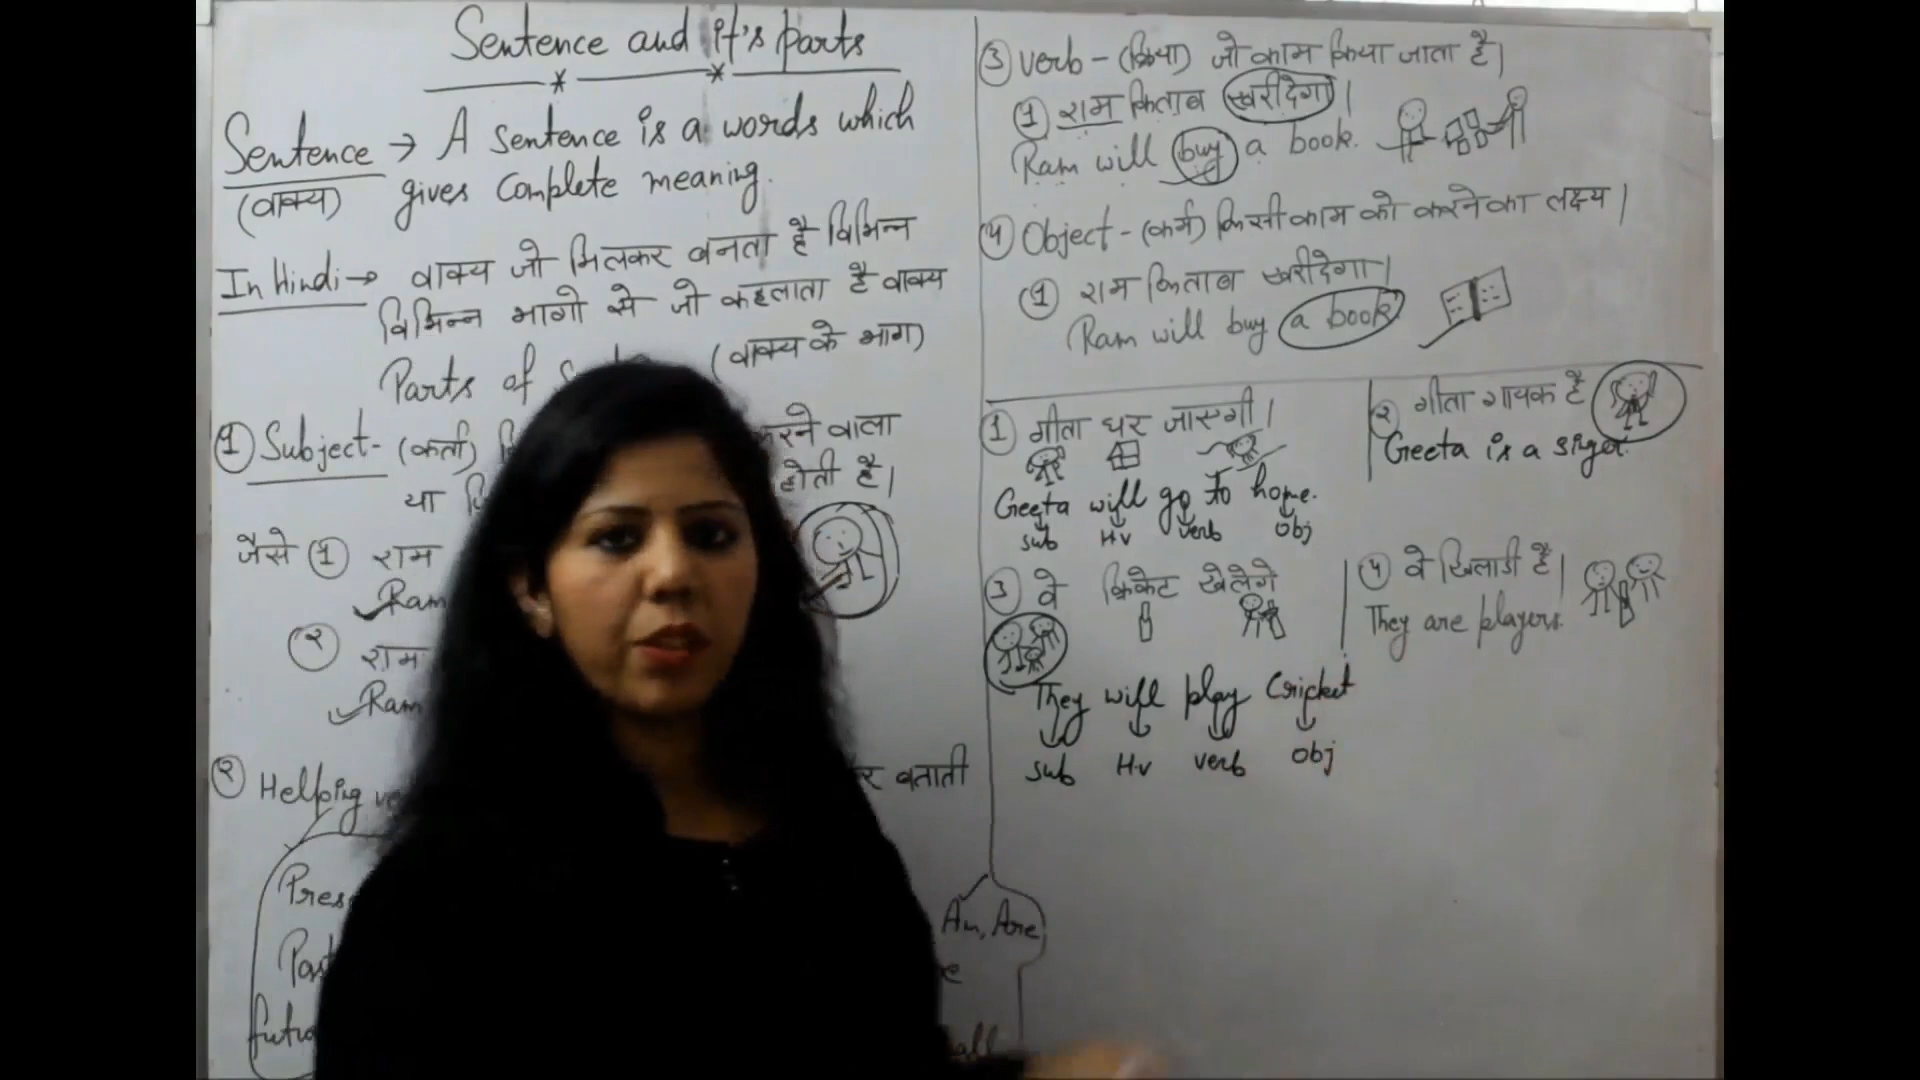 Sentence and it's parts
Sentence → A sentence is a words which
(वाक्य) gives Complete meaning.
In Hindi → वाक्य जो मिलकर बनता है विभिन्न
विभिन्न भागो से जो कहलाता है वाक्य
Parts of (वाक्य के भाग)
① Subject - (कर्ता) करने वाला
या होती है।
जैसे ① राम
Ram
② राम
Ram
② Helping बताती
Am, Are
③ verb - (क्रिया) जो काम किया जाता है।
① राम किताब खरीदेगा।
Ram will buy a book.
④ Object - (कर्म) किसी काम को करने का लक्ष्य।
① राम किताब खरीदेगा।
Ram will buy a book
① गीता घर जाएगी।
Geeta will go to home.
sub Hv verb obj
② गीता गायक है
Geeta is a singer.
③ वे क्रिकेट खेलेगे
They will play Cricket
sub Hv verb obj
④ वे खिलाडी है।
They are players.